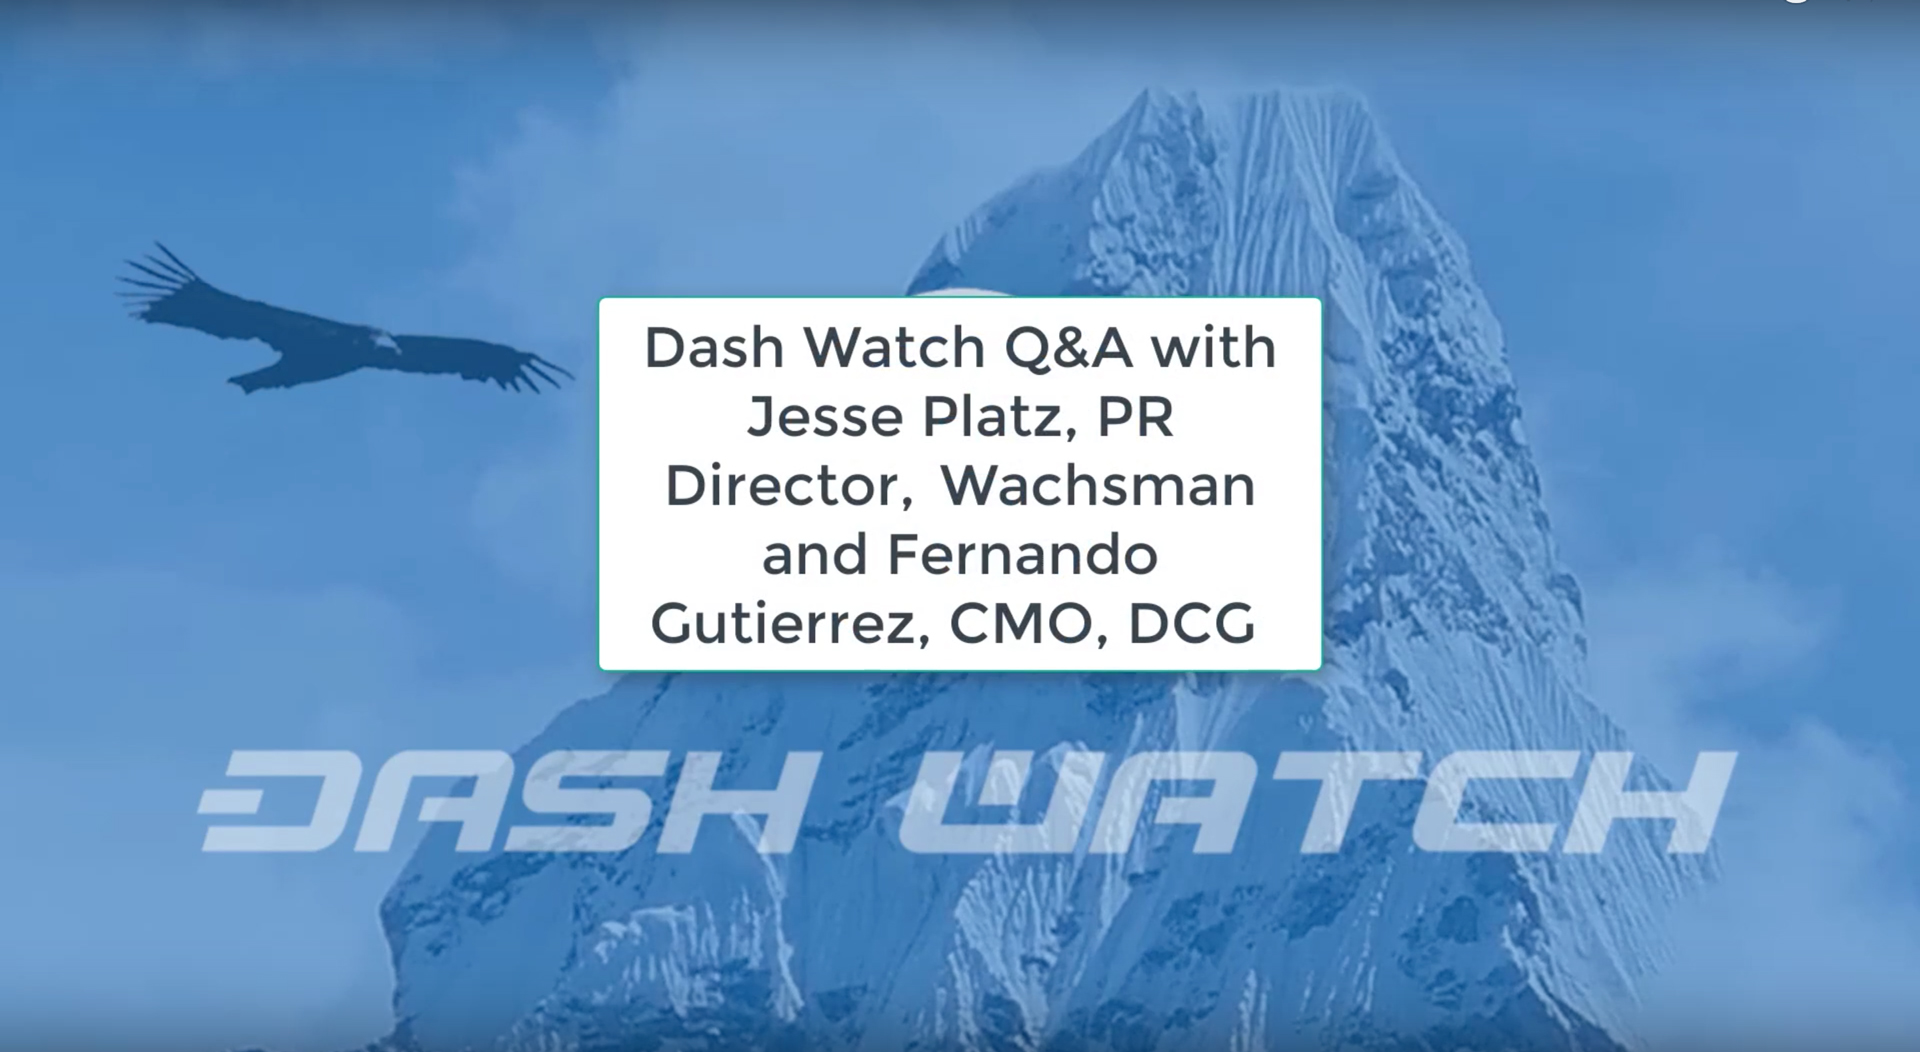 Dash Watch Q&A with
Jesse Platz, PR
Director, Wachsman
and Fernando
Gutierrez, CMO, DCG
DASH WATCH